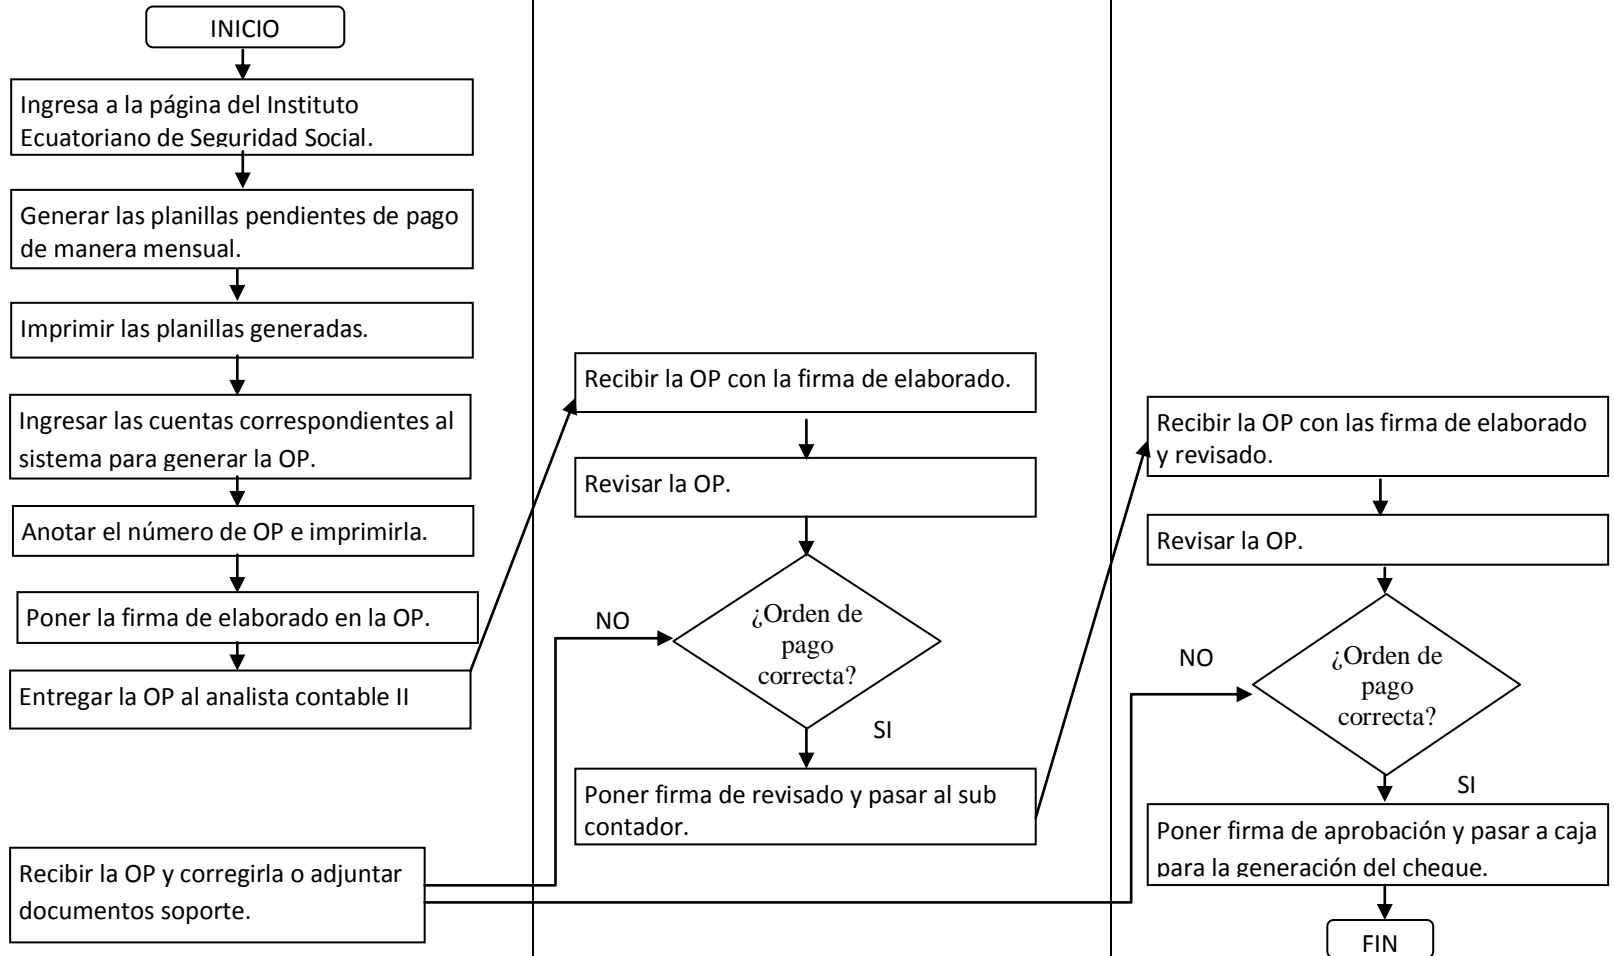 INICIO
Ingresa a la página del Instituto
Ecuatoriano de Seguridad Social.
Generar las planillas pendientes de pago
de manera mensual.
Imprimir las planillas generadas.
Ingresar las cuentas correspondientes al
sistema para generar la OP.
Anotar el número de OP e imprimirla.
Poner la firma de elaborado en la OP.
Entregar la OP al analista contable II
Recibir la OP y corregirla o adjuntar
documentos soporte.
Recibir la OP con la firma de elaborado.
Revisar la OP.
NO
¿Orden de
pago
correcta?
SI
Poner firma de revisado y pasar al sub
contador.
Recibir la OP con las firma de elaborado
y revisado.
Revisar la OP.
NO
¿Orden de
pago
correcta?
SI
Poner firma de aprobación y pasar a caja
para la generación del cheque.
FIN